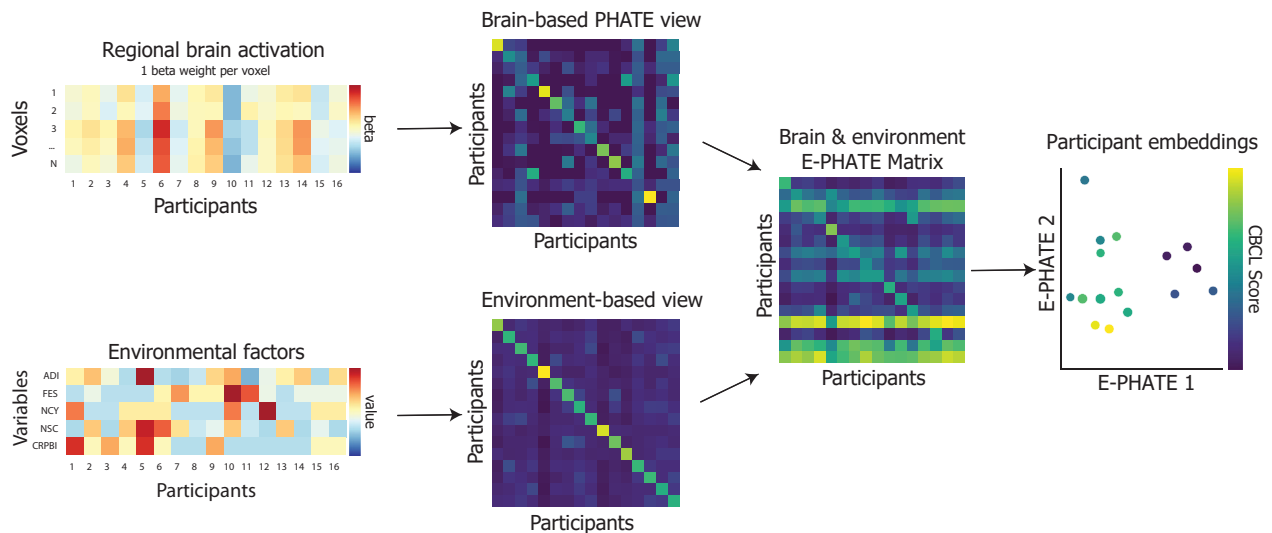 Regional brain activation
1 beta weight per voxel
Voxels
1
2
3
...
N
beta
1 2 3 4 5 6 7 8 9 10 11 12 13 14 15 16
Participants
Brain-based PHATE view
Participants
Participants
Environmental factors
Variables
ADI
FES
NCY
NSC
CRPBI
value
1 2 3 4 5 6 7 8 9 10 11 12 13 14 15 16
Participants
Environment-based view
Participants
Participants
Brain & environment
E-PHATE Matrix
Participants
Participants
Participant embeddings
E-PHATE 2
E-PHATE 1
CBCL Score